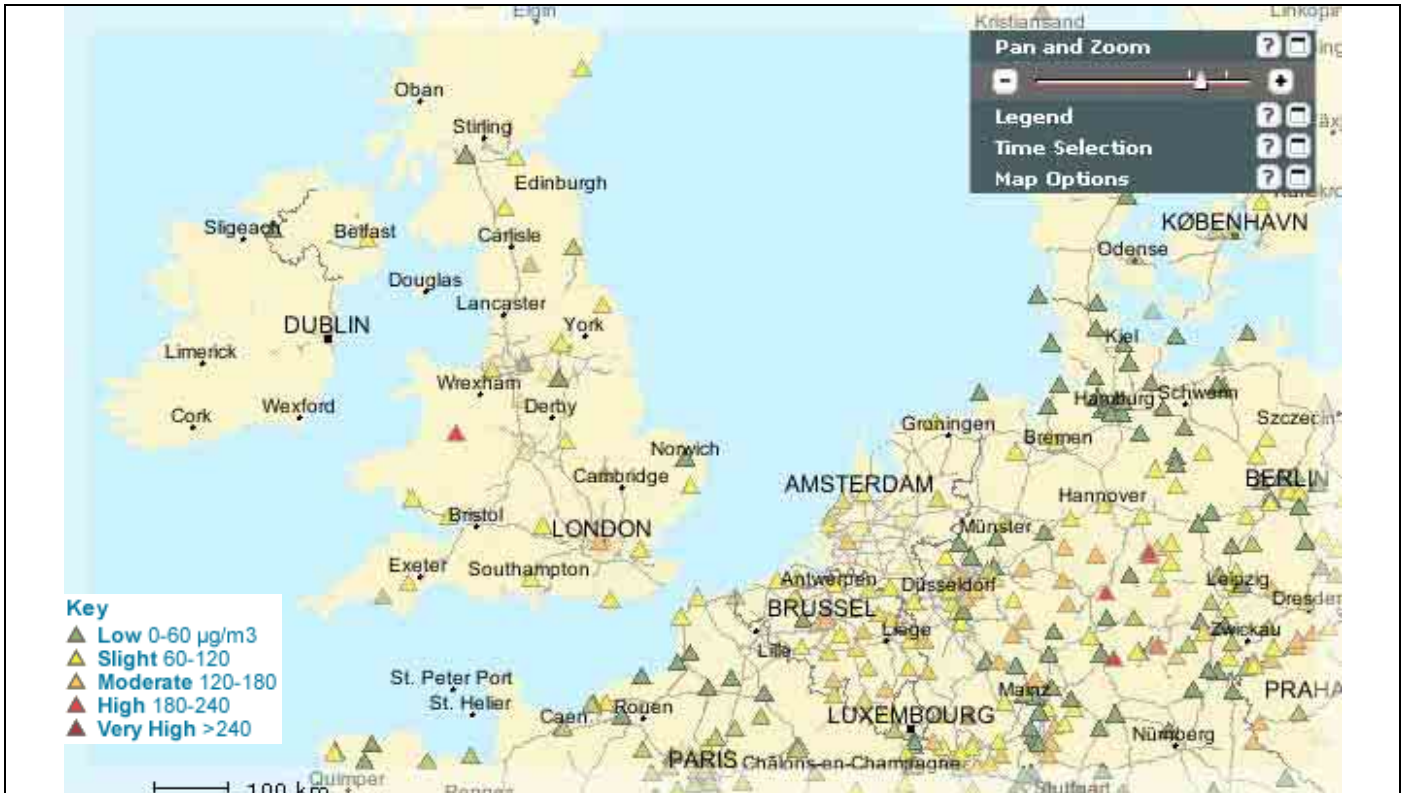 Elgin
Kristiansand
Pan and Zoom ?
- +
Legend ?
Time Selection ?
Map Options ?
Oban
Stirling
Edinburgh
Sligeach
Belfast
Carlisle
KØBENHAVN
Odense
Douglas
Lancaster
DUBLIN
York
Kiel
Limerick
Wrexham
Derby
Hamburg
Schwerin
Cork
Wexford
Groningen
Bremen
Szczecin
Norwich
Cambridge
AMSTERDAM
Hannover
BERLIN
Bristol
LONDON
Münster
Exeter
Southampton
Antwerpen
Düsseldorf
Leipzig
Dresden
BRUSSEL
Liege
Zwickau
Lille
Key
Low 0-60 µg/m3
Slight 60-120
Moderate 120-180
High 180-240
Very High >240
St. Peter Port
St. Helier
Caen
Rouen
Mainz
PRAHA
LUXEMBOURG
Nürnberg
PARIS
Châlons-en-Champagne
Quimper
Rennes
Stuttgart
100 km